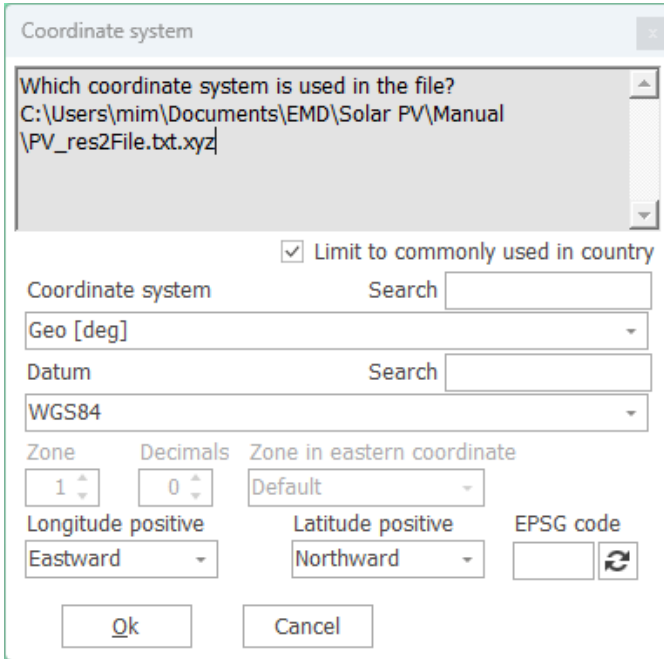 Coordinate system
x
Which coordinate system is used in the file?
C:\Users\mim\Documents\EMD\Solar PV\Manual
\PV_res2File.txt.xyz
Limit to commonly used in country
Coordinate system Search
Geo [deg]
Datum Search
WGS84
Zone Decimals Zone in eastern coordinate
1 0 Default
Longitude positive Latitude positive EPSG code
Eastward Northward
Ok Cancel